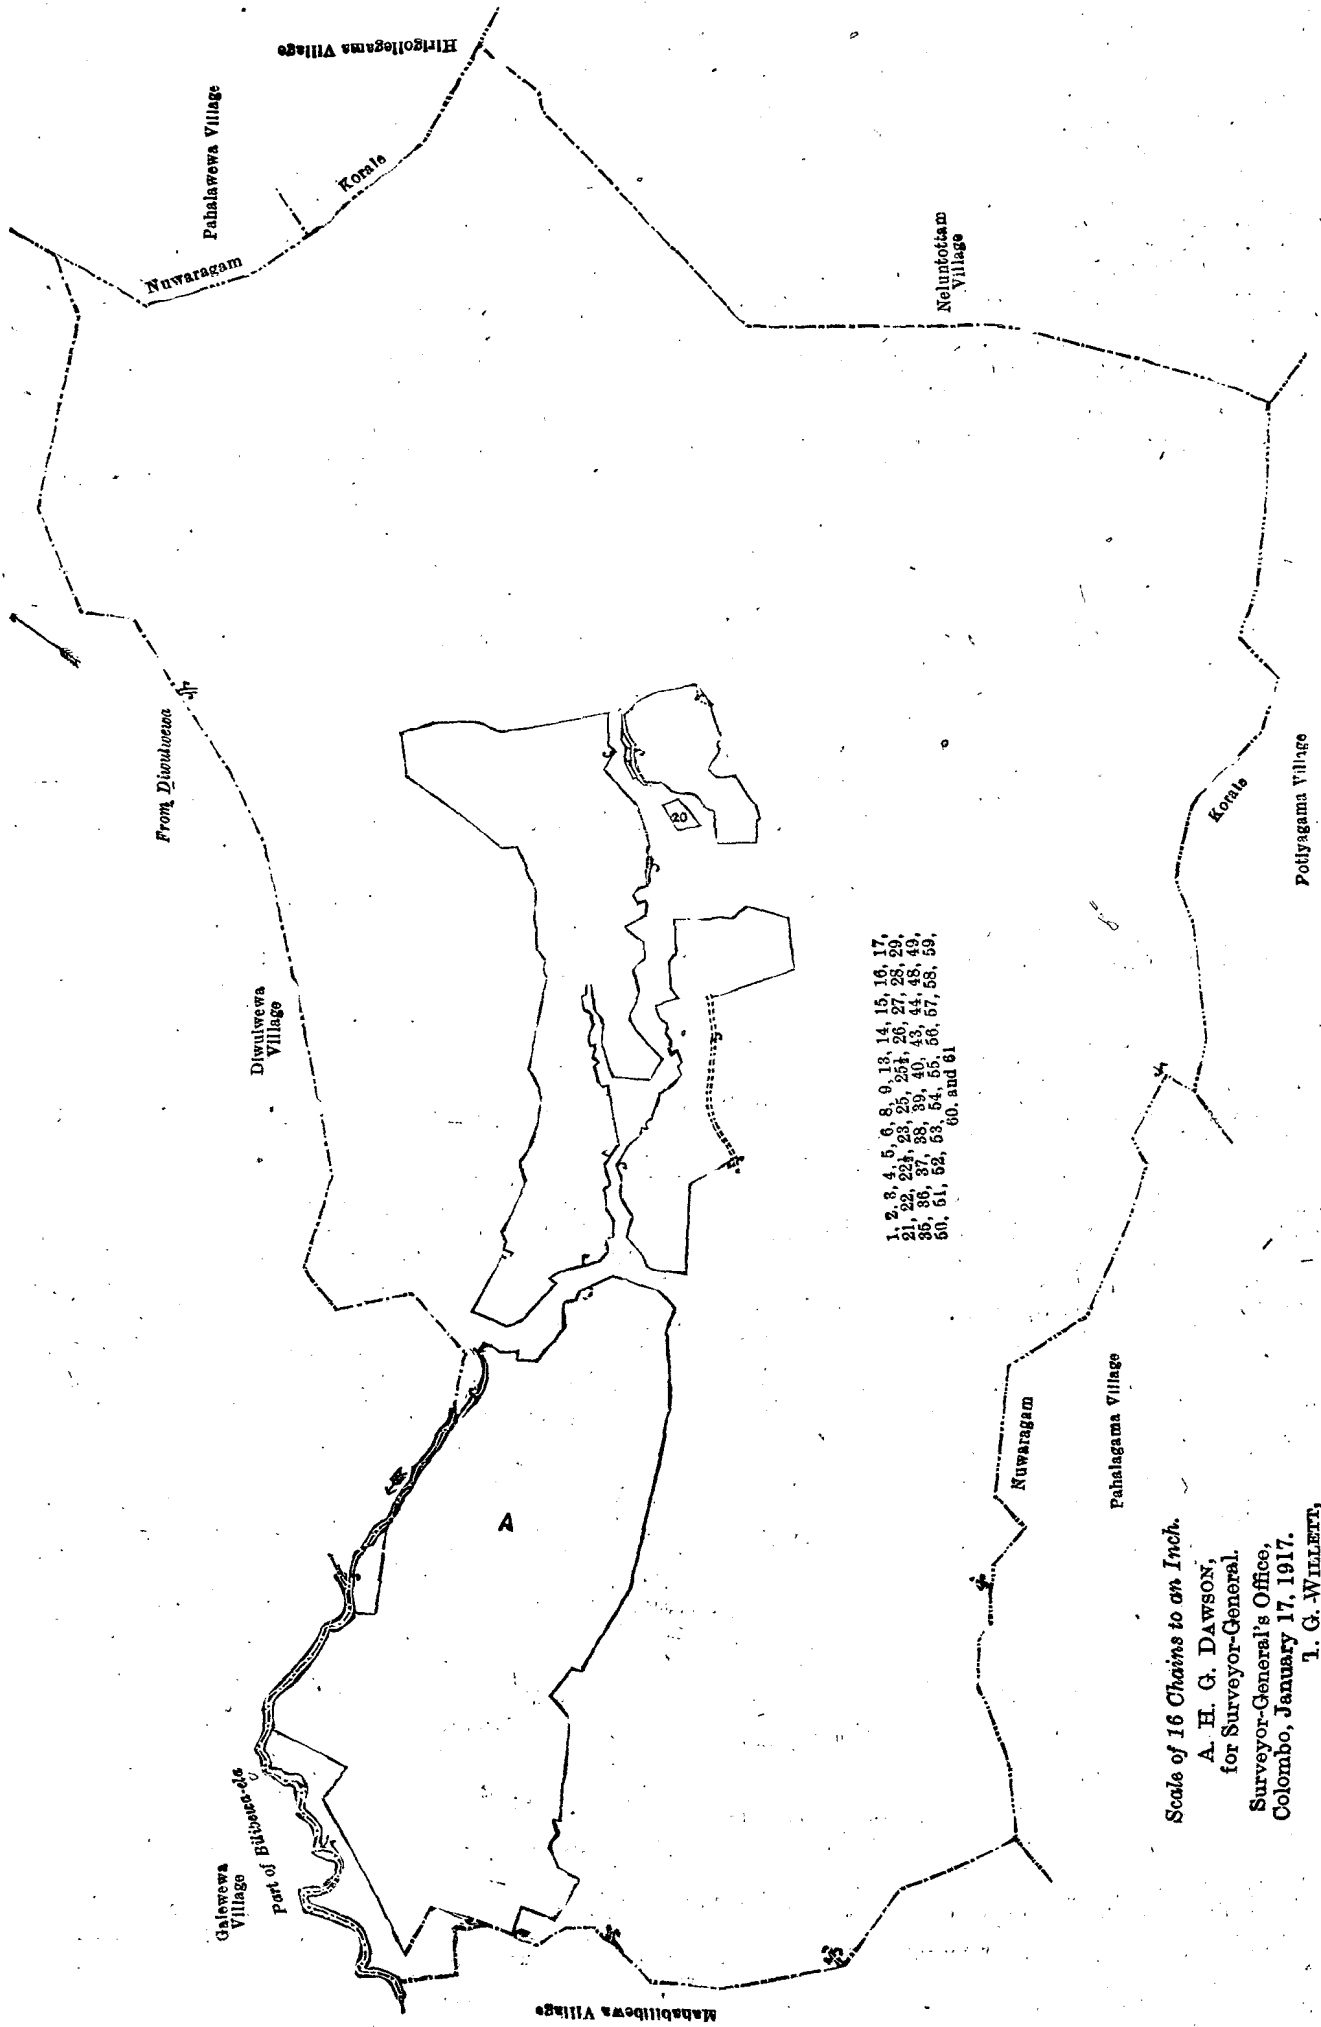 Hirigollegama Village
Pahalawewa Village
Korale
Nuwaragam
Neluntottam
Village
From Diwulwewa
Diwulwewa
Village
20
1, 2, 3, 4, 5, 6, 8, 9, 13, 14, 15, 16, 17,
21, 22, 22½, 23, 25, 25½, 26, 27, 28, 29,
35, 36, 37, 38, 39, 40, 43, 44, 48, 49,
50, 51, 52, 53, 54, 55, 56, 57, 58, 59,
60, and 61
Korale
Potiyagama Village
A
Nuwaragam
Pahalagama Village
Galewewa
Village
Part of Bilibewa-ela
Mahabilibewa Village
Scale of 16 Chains to an Inch.
A. H. G. DAWSON,
for Surveyor-General.
Surveyor-General's Office,
Colombo, January 17, 1917.
T. G. WILLETT,